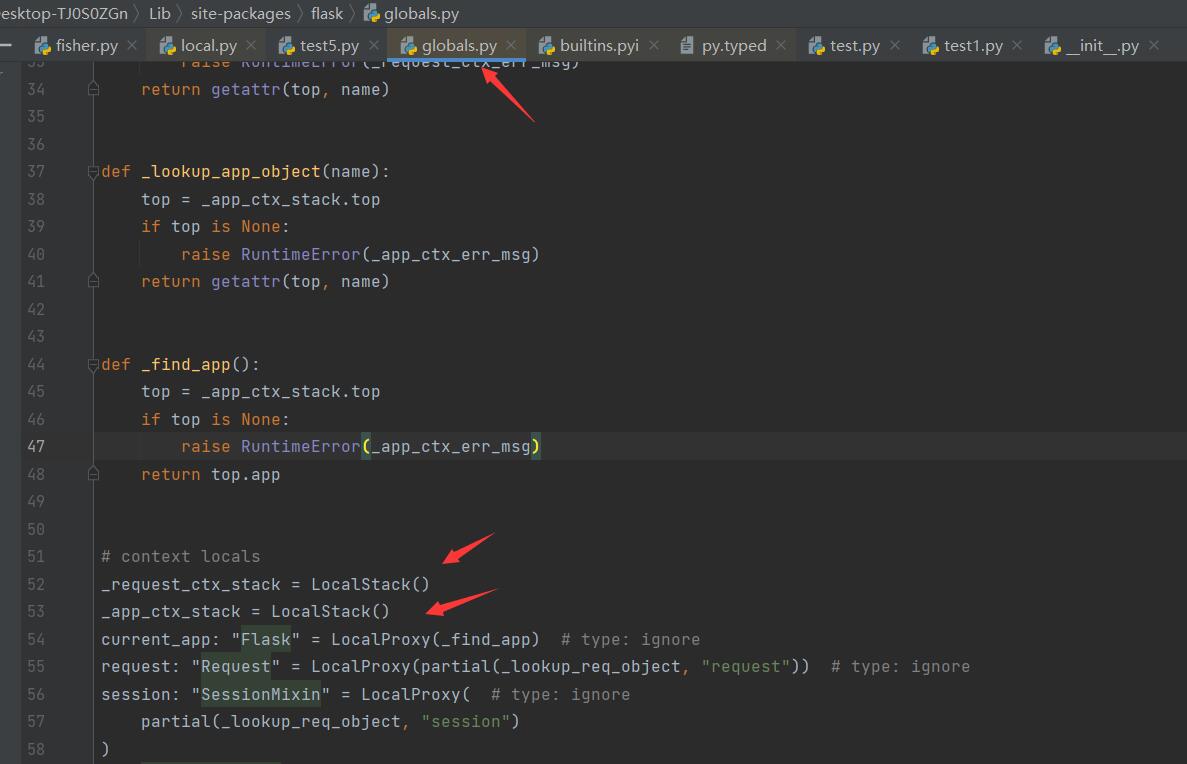 esktop-TJ0S0ZGn Lib site-packages flask globals.py
fisher.py local.py test5.py globals.py builtins.pyi py.typed test.py test1.py __init__.py
33 raise RuntimeError(_request_ctx_err_msg)
34 return getattr(top, name)
35
36
37 def _lookup_app_object(name):
38 top = _app_ctx_stack.top
39 if top is None:
40 raise RuntimeError(_app_ctx_err_msg)
41 return getattr(top, name)
42
43
44 def _find_app():
45 top = _app_ctx_stack.top
46 if top is None:
47 raise RuntimeError(_app_ctx_err_msg)
48 return top.app
49
50
51 # context locals
52 _request_ctx_stack = LocalStack()
53 _app_ctx_stack = LocalStack()
54 current_app: "Flask" = LocalProxy(_find_app)  # type: ignore
55 request: "Request" = LocalProxy(partial(_lookup_req_object, "request"))  # type: ignore
56 session: "SessionMixin" = LocalProxy(  # type: ignore
57 partial(_lookup_req_object, "session")
58 )